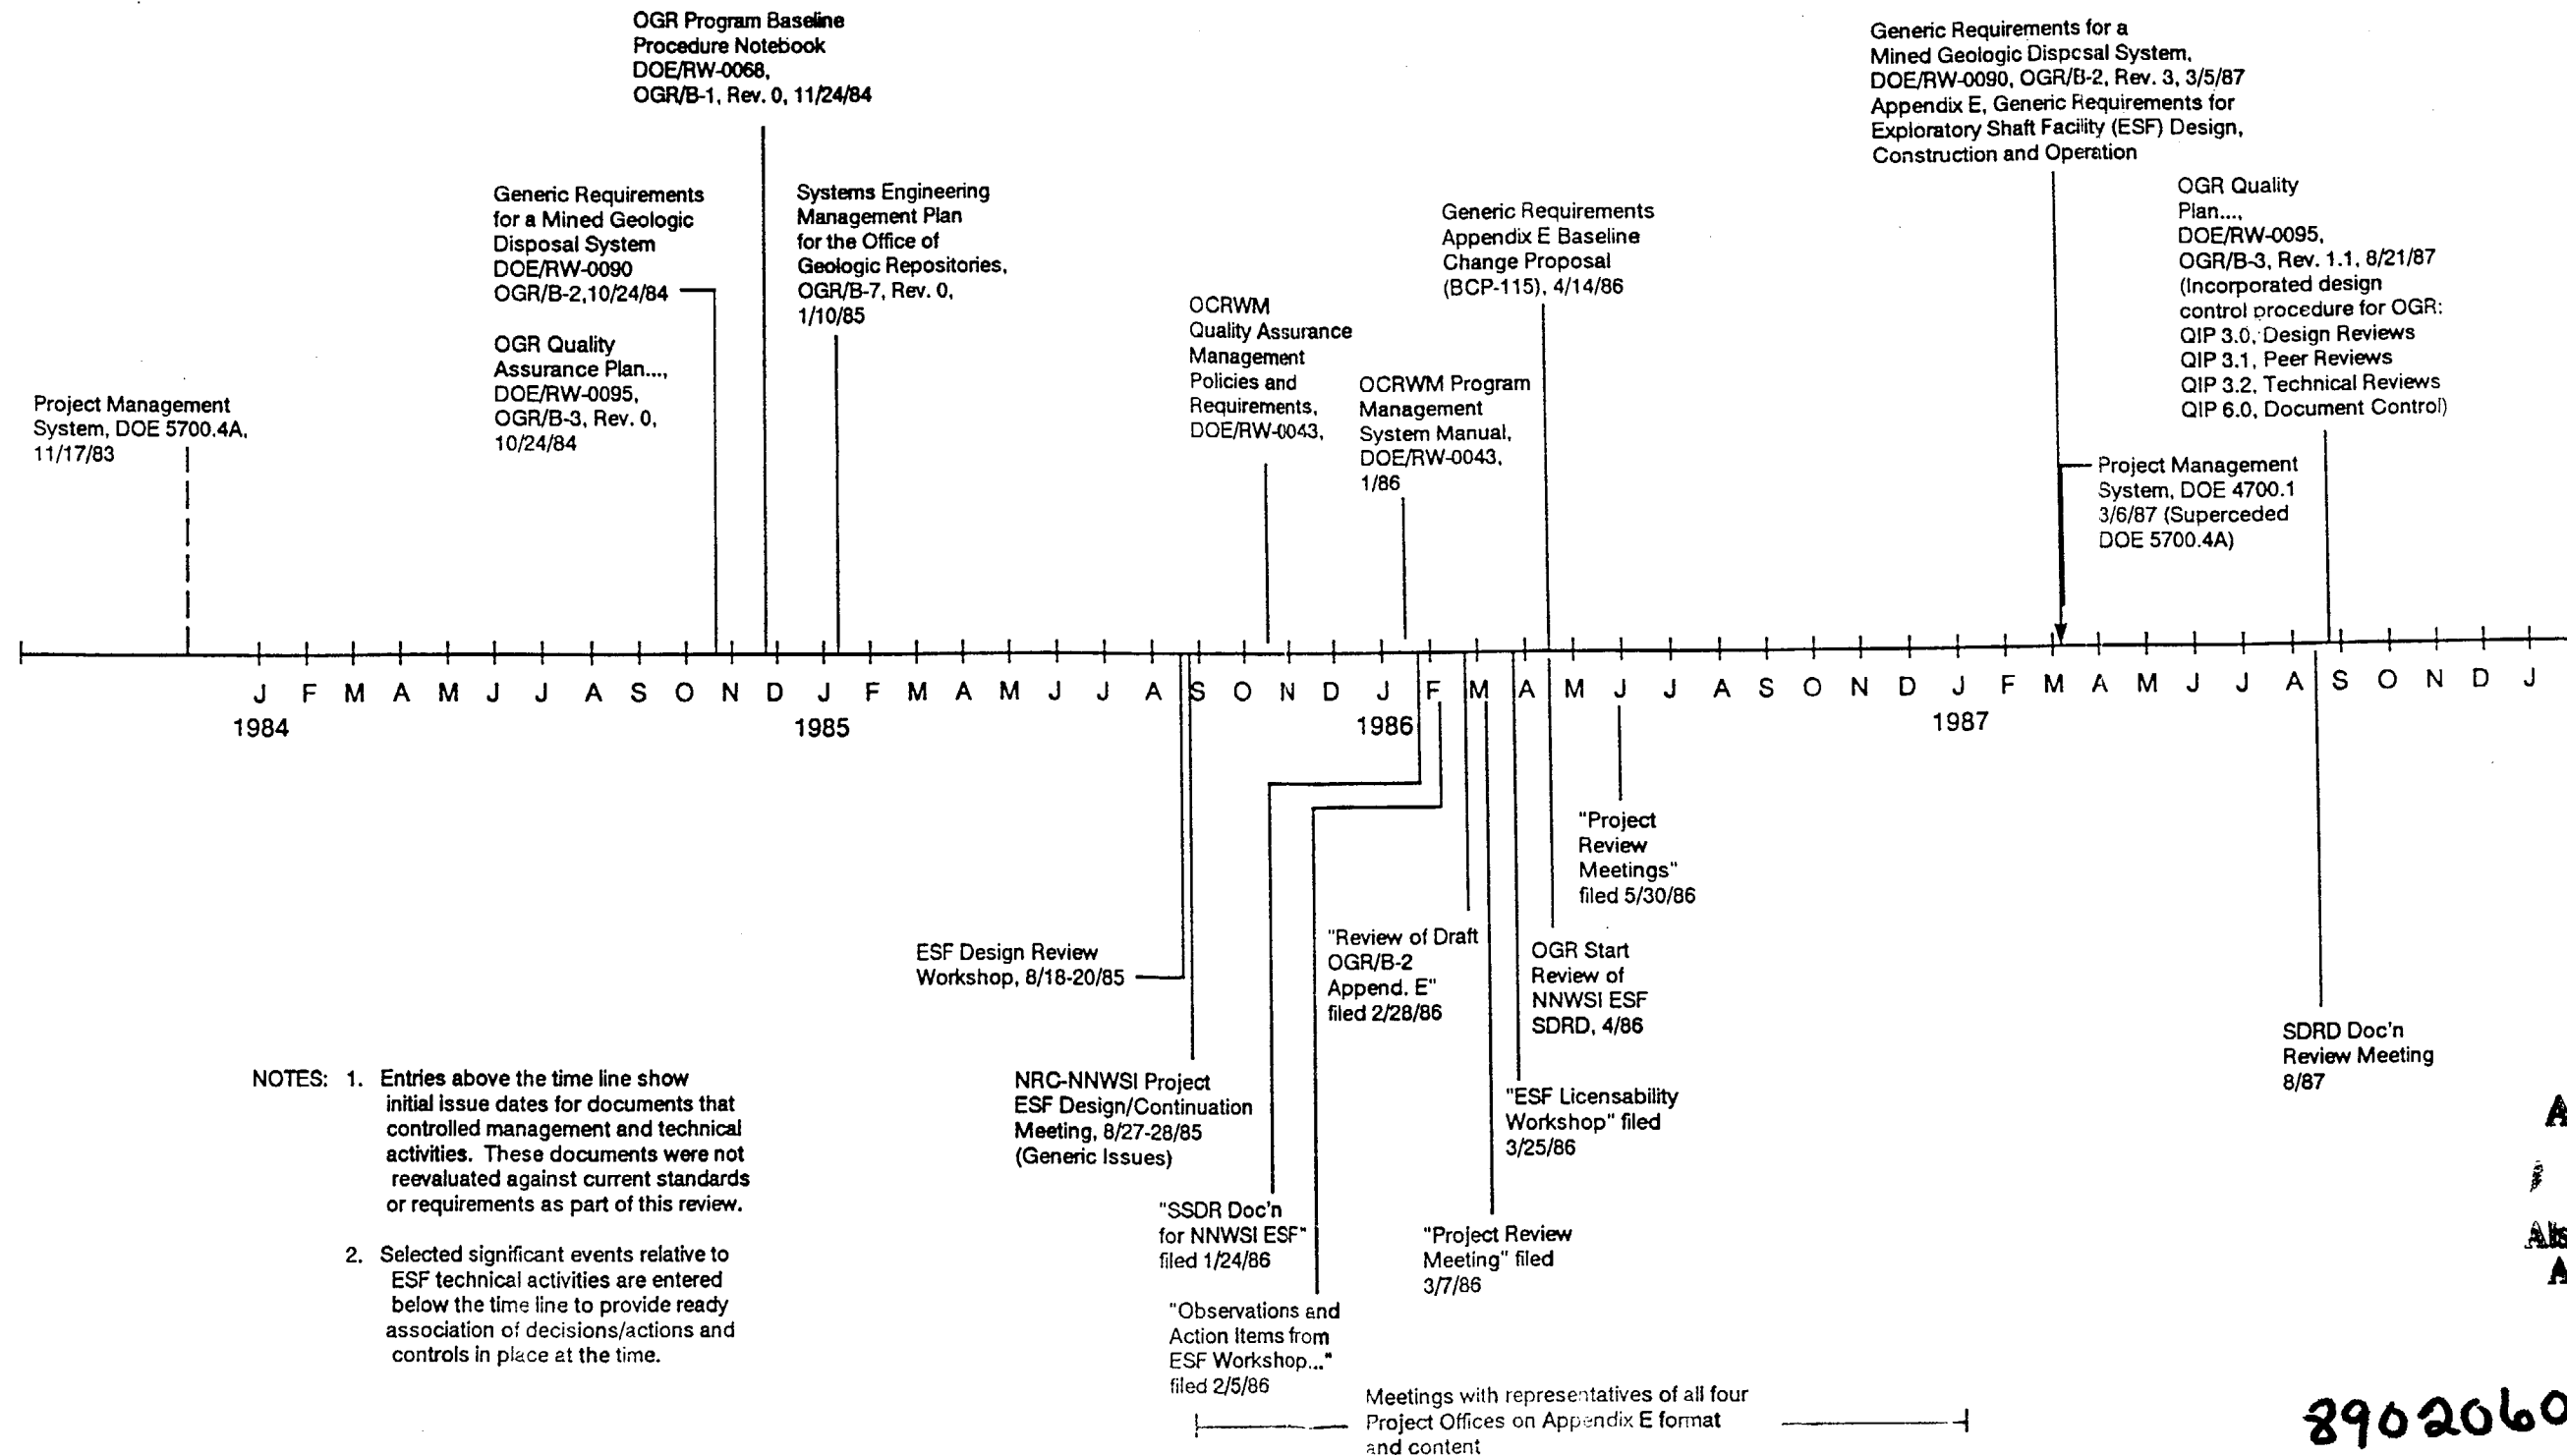 OGR Program Baseline
Procedure Notebook
DOE/RW-0068,
OGR/B-1, Rev. 0, 11/24/84
Generic Requirements for a
Mined Geologic Disposal System,
DOE/RW-0090, OGR/B-2, Rev. 3, 3/5/87
Appendix E, Generic Requirements for
Exploratory Shaft Facility (ESF) Design,
Construction and Operation
Generic Requirements
for a Mined Geologic
Disposal System
DOE/RW-0090
OGR/B-2,10/24/84
Systems Engineering
Management Plan
for the Office of
Geologic Repositories,
OGR/B-7, Rev. 0,
1/10/85
Generic Requirements
Appendix E Baseline
Change Proposal
(BCP-115), 4/14/86
OGR Quality
Plan...,
DOE/RW-0095,
OGR/B-3, Rev. 1.1, 8/21/87
(Incorporated design
control procedure for OGR:
QIP 3.0, Design Reviews
QIP 3.1, Peer Reviews
QIP 3.2, Technical Reviews
QIP 6.0, Document Control)
OGR Quality
Assurance Plan...,
DOE/RW-0095,
OGR/B-3, Rev. 0,
10/24/84
OCRWM
Quality Assurance
Management
Policies and
Requirements,
DOE/RW-0043,
OCRWM Program
Management
System Manual,
DOE/RW-0043,
1/86
Project Management
System, DOE 5700.4A,
11/17/83
Project Management
System, DOE 4700.1
3/6/87 (Superceded
DOE 5700.4A)
J F M A M J J A S O N D J F M A M J J A S O N D J F M A M J J A S O N D J F M A M J J A S O N D J
1984 1985 1986 1987
"Project
Review
Meetings"
filed 5/30/86
ESF Design Review
Workshop, 8/18-20/85
"Review of Draft
OGR/B-2
Append. E"
filed 2/28/86
OGR Start
Review of
NNWSI ESF
SDRD, 4/86
SDRD Doc'n
Review Meeting
8/87
NRC-NNWSI Project
ESF Design/Continuation
Meeting, 8/27-28/85
(Generic Issues)
"ESF Licensability
Workshop" filed
3/25/86
"SSDR Doc'n
for NNWSI ESF"
filed 1/24/86
"Project Review
Meeting" filed
3/7/86
"Observations and
Action Items from
ESF Workshop..."
filed 2/5/86
Meetings with representatives of all four
Project Offices on Appendix E format
and content
NOTES: 1. Entries above the time line show
initial issue dates for documents that
controlled management and technical
activities. These documents were not
reevaluated against current standards
or requirements as part of this review.
2. Selected significant events relative to
ESF technical activities are entered
below the time line to provide ready
association of decisions/actions and
controls in place at the time.
8902060